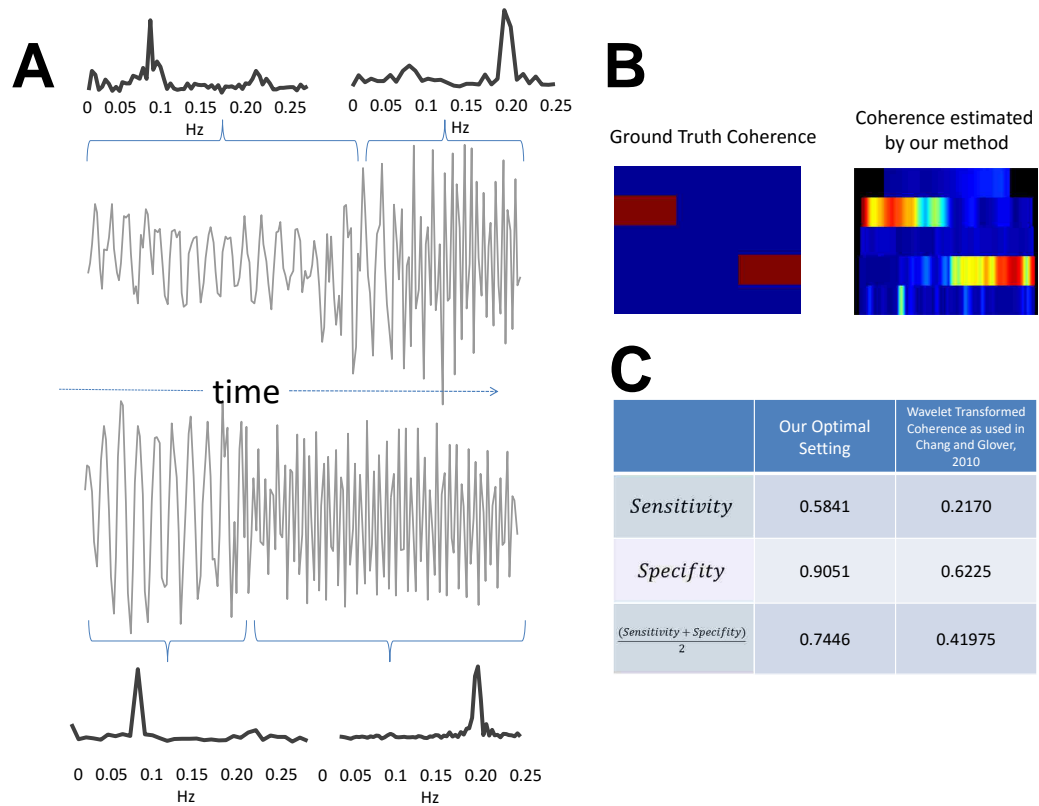 A
0 0.05 0.1 0.15 0.20 0.25
Hz
0 0.05 0.1 0.15 0.20 0.25
Hz
time
0 0.05 0.1 0.15 0.20 0.25
Hz
0 0.05 0.1 0.15 0.20 0.25
Hz
B
Ground Truth Coherence
Coherence estimated
by our method
C
Our Optimal
Setting
Wavelet Transformed
Coherence as used in
Chang and Glover,
2010
Sensitivity 0.5841 0.2170
Specifity 0.9051 0.6225
(Sensitivity + Specifity)
2
0.7446 0.41975